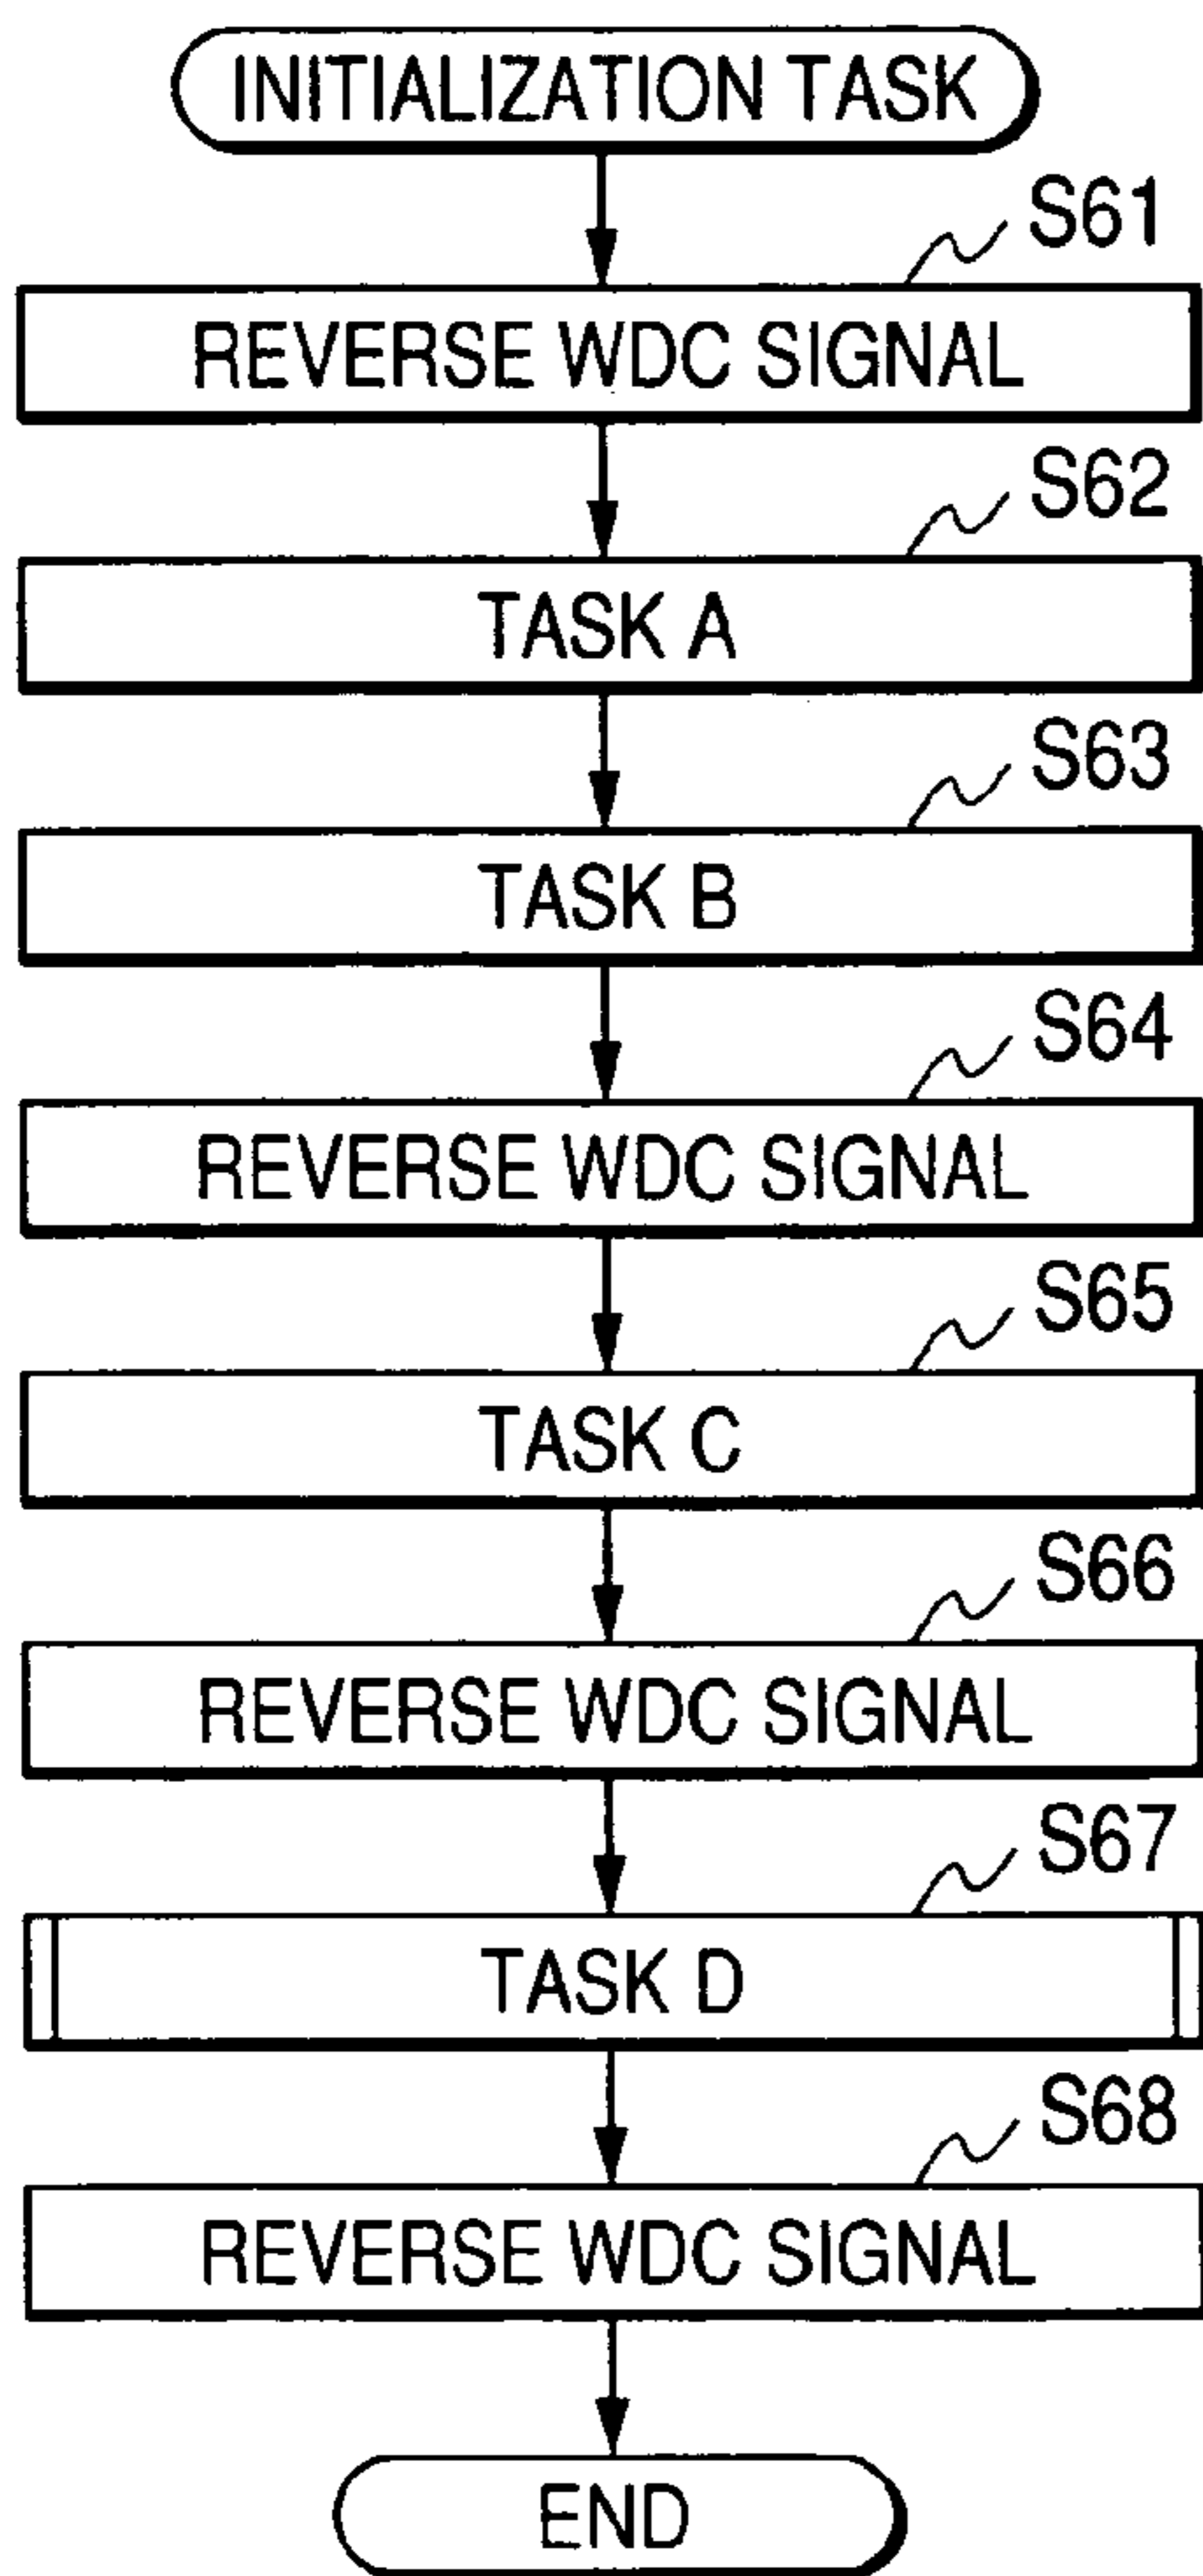 INITIALIZATION TASK
S61
REVERSE WDC SIGNAL
S62
TASK A
S63
TASK B
S64
REVERSE WDC SIGNAL
S65
TASK C
S66
REVERSE WDC SIGNAL
S67
TASK D
S68
REVERSE WDC SIGNAL
END